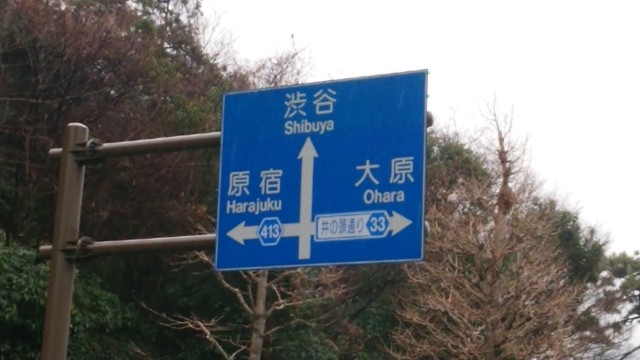 渋谷
Shibuya
原宿
Harajuku
大原
Ohara
413
井の頭通り 33